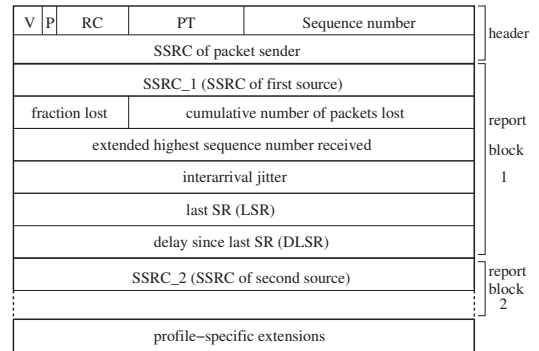 V P RC PT Sequence number
header
SSRC of packet sender
SSRC_1 (SSRC of first source)
fraction lost cumulative number of packets lost
report
block
1
extended highest sequence number received
interarrival jitter
last SR (LSR)
delay since last SR (DLSR)
SSRC_2 (SSRC of second source)
report
block
2
profile−specific extensions